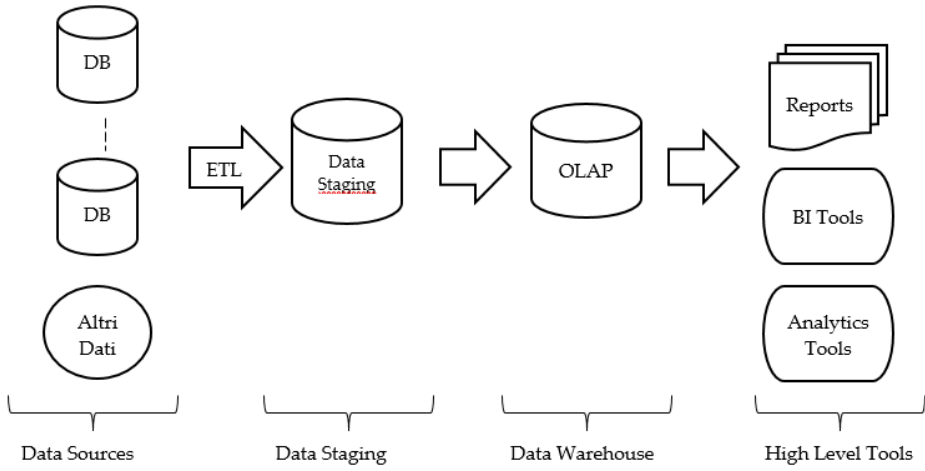 DB
DB
Altri
Dati
ETL
Data
Staging
OLAP
Reports
BI Tools
Analytics
Tools
Data Sources
Data Staging
Data Warehouse
High Level Tools